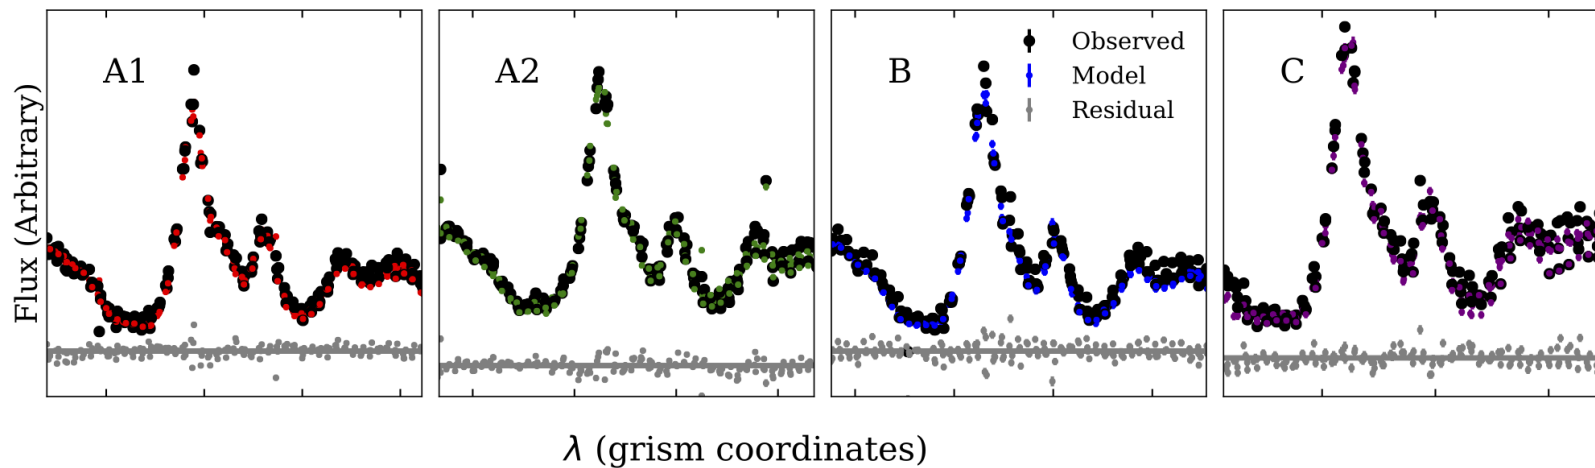 A1
A2
B
C
Observed
Model
Residual
Flux (Arbitrary)
λ (grism coordinates)